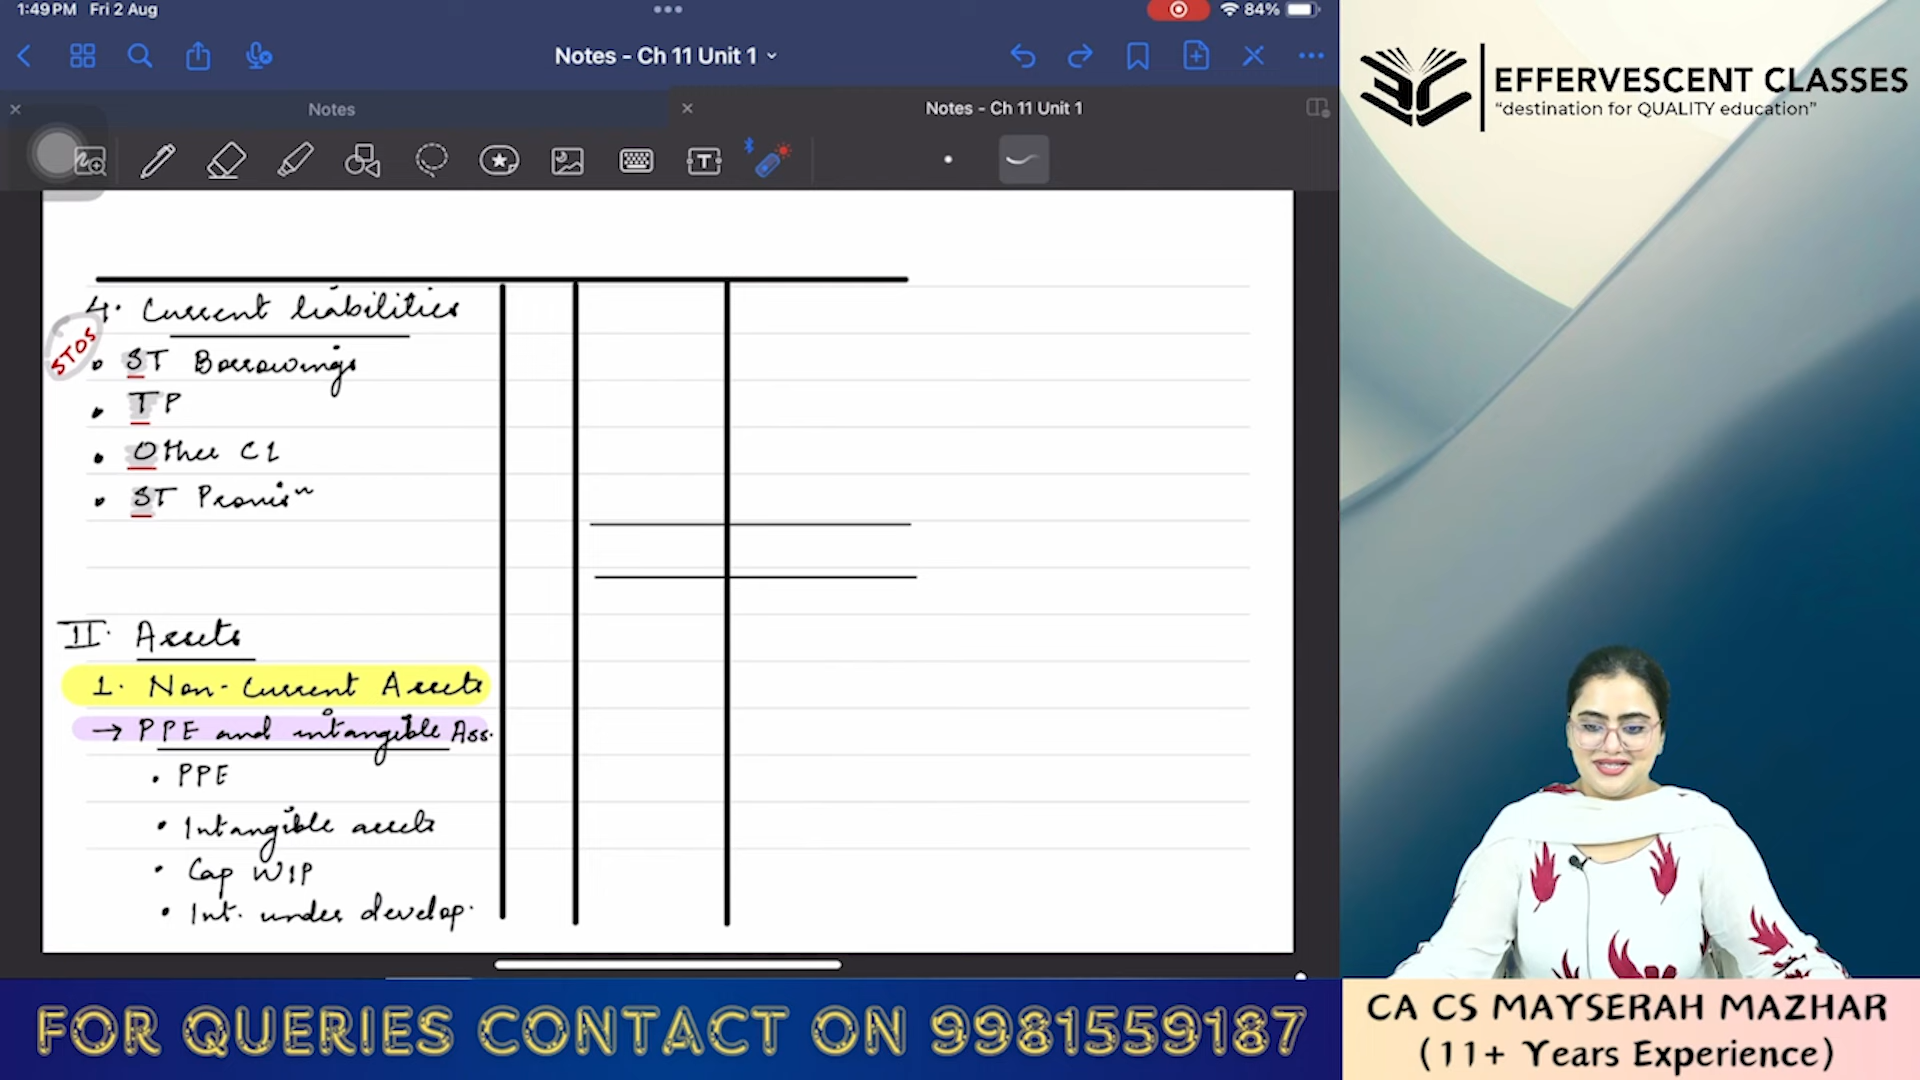 1:49 PM Fri 2 Aug
84%
Notes - Ch 11 Unit 1
Notes
Notes - Ch 11 Unit 1
4. Current liabilities
STOS
• ST Borrowings
• TP
• Other CL
• ST Provisⁿ
II. Assets
1. Non-Current Assets
→ PPE and intangible Ass.
• PPE
• Intangible assets
• Cap WIP
• Int. under develop.
EFFERVESCENT CLASSES
“destination for QUALITY education”
FOR QUERIES CONTACT ON 9981559187
CA CS MAYSERAH MAZHAR
(11+ Years Experience)